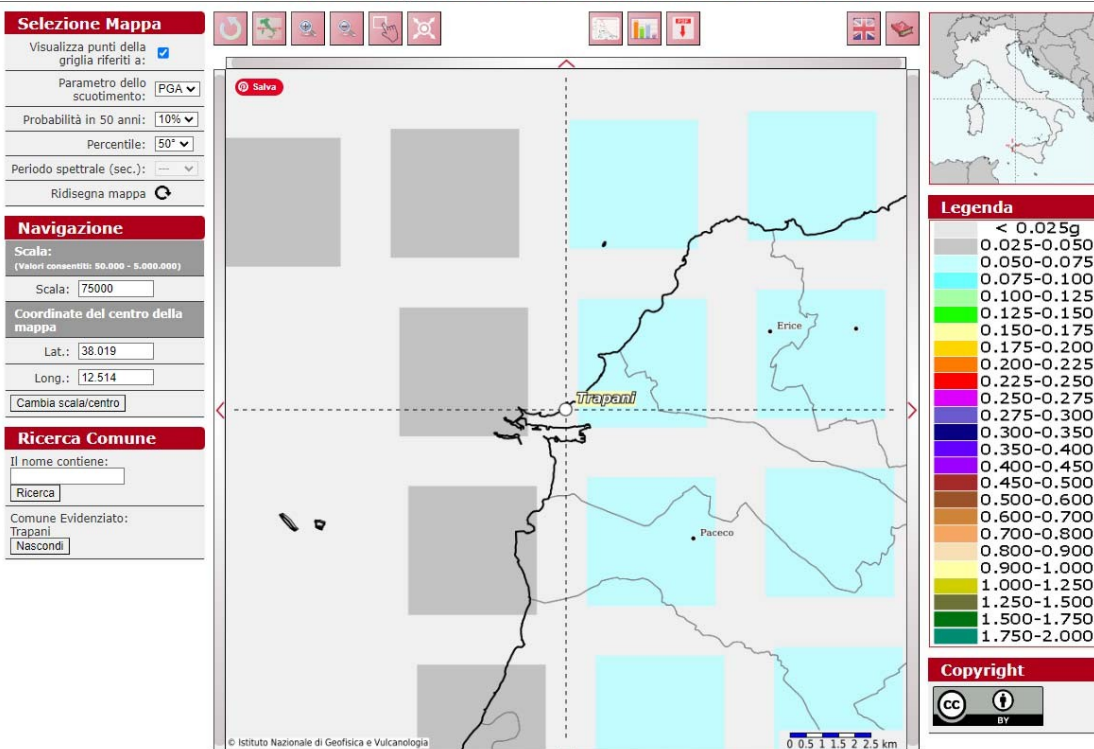 Selezione Mappa
Visualizza punti della
griglia riferiti a:
Parametro dello
scuotimento: PGA
Probabilità in 50 anni: 10%
Percentile: 50°
Periodo spettrale (sec.): ---
Ridisegna mappa
Navigazione
Scala:
(Valori consentiti: 50.000 - 5.000.000)
Scala: 75000
Coordinate del centro della
mappa
Lat.: 38.019
Long.: 12.514
Cambia scala/centro
Ricerca Comune
Il nome contiene:
Ricerca
Comune Evidenziato:
Trapani
Nascondi
PDF
Salva
Erice
Trapani
Paceco
© Istituto Nazionale di Geofisica e Vulcanologia
0 0.5 1 1.5 2 2.5 km
Legenda
< 0.025g
0.025-0.050
0.050-0.075
0.075-0.100
0.100-0.125
0.125-0.150
0.150-0.175
0.175-0.200
0.200-0.225
0.225-0.250
0.250-0.275
0.275-0.300
0.300-0.350
0.350-0.400
0.400-0.450
0.450-0.500
0.500-0.600
0.600-0.700
0.700-0.800
0.800-0.900
0.900-1.000
1.000-1.250
1.250-1.500
1.500-1.750
1.750-2.000
Copyright
cc
BY